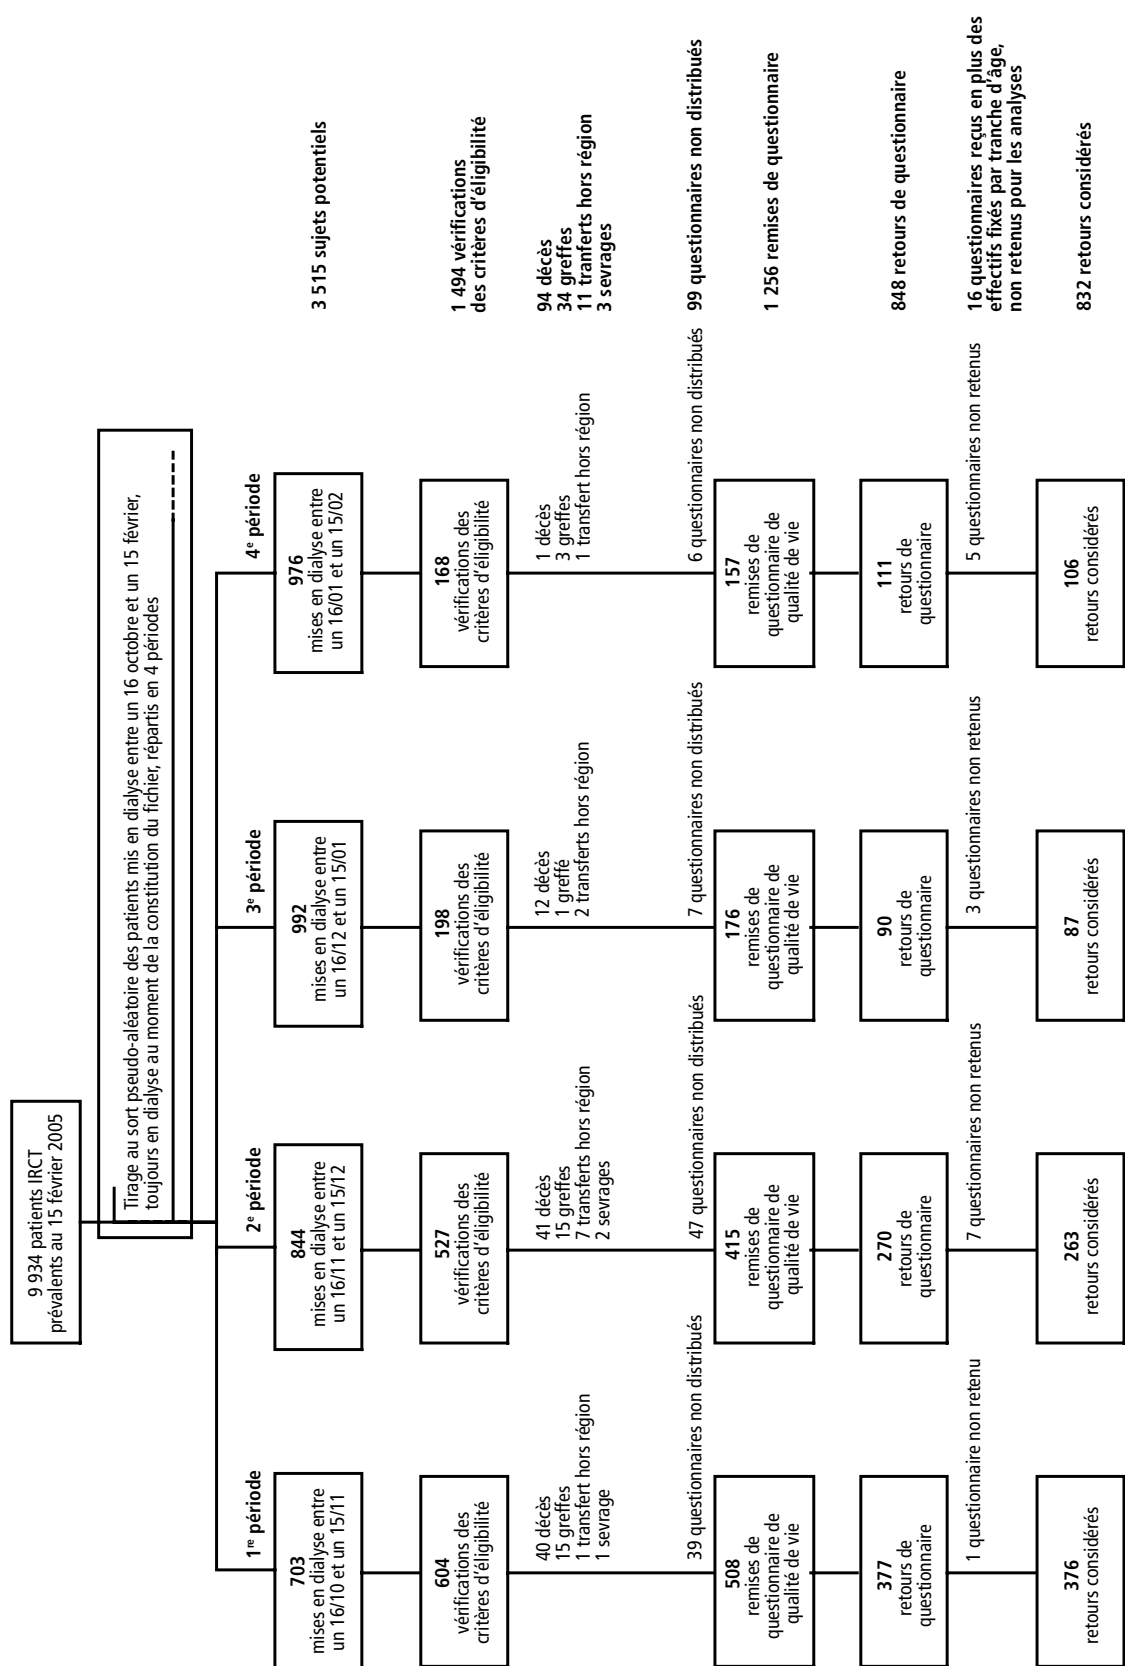 9 934 patients IRCT
prévalents au 15 février 2005
Tirage au sort pseudo-aléatoire des patients mis en dialyse entre un 16 octobre et un 15 février,
toujours en dialyse au moment de la constitution du fichier, répartis en 4 périodes
1re période
2e période
3e période
4e période
703
mises en dialyse entre
un 16/10 et un 15/11
844
mises en dialyse entre
un 16/11 et un 15/12
992
mises en dialyse entre
un 16/12 et un 15/01
976
mises en dialyse entre
un 16/01 et un 15/02
3 515 sujets potentiels
604
vérifications des
critères d'éligibilité
527
vérifications des
critères d'éligibilité
198
vérifications des
critères d'éligibilité
168
vérifications des
critères d'éligibilité
1 494 vérifications
des critères d'éligibilité
40 décès
15 greffes
1 transfert hors région
1 sevrage
41 décès
15 greffes
7 transferts hors région
2 sevrages
12 décès
1 greffé
2 transferts hors région
1 décès
3 greffes
1 transfert hors région
94 décès
34 greffes
11 tranferts hors région
3 sevrages
39 questionnaires non distribués
47 questionnaires non distribués
7 questionnaires non distribués
6 questionnaires non distribués
99 questionnaires non distribués
508
remises de
questionnaire de
qualité de vie
415
remises de
questionnaire de
qualité de vie
176
remises de
questionnaire de
qualité de vie
157
remises de
questionnaire de
qualité de vie
1 256 remises de questionnaire
377
retours de
questionnaire
270
retours de
questionnaire
90
retours de
questionnaire
111
retours de
questionnaire
848 retours de questionnaire
1 questionnaire non retenu
7 questionnaires non retenus
3 questionnaires non retenus
5 questionnaires non retenus
16 questionnaires reçus en plus des
effectifs fixés par tranche d'âge,
non retenus pour les analyses
376
retours considérés
263
retours considérés
87
retours considérés
106
retours considérés
832 retours considérés